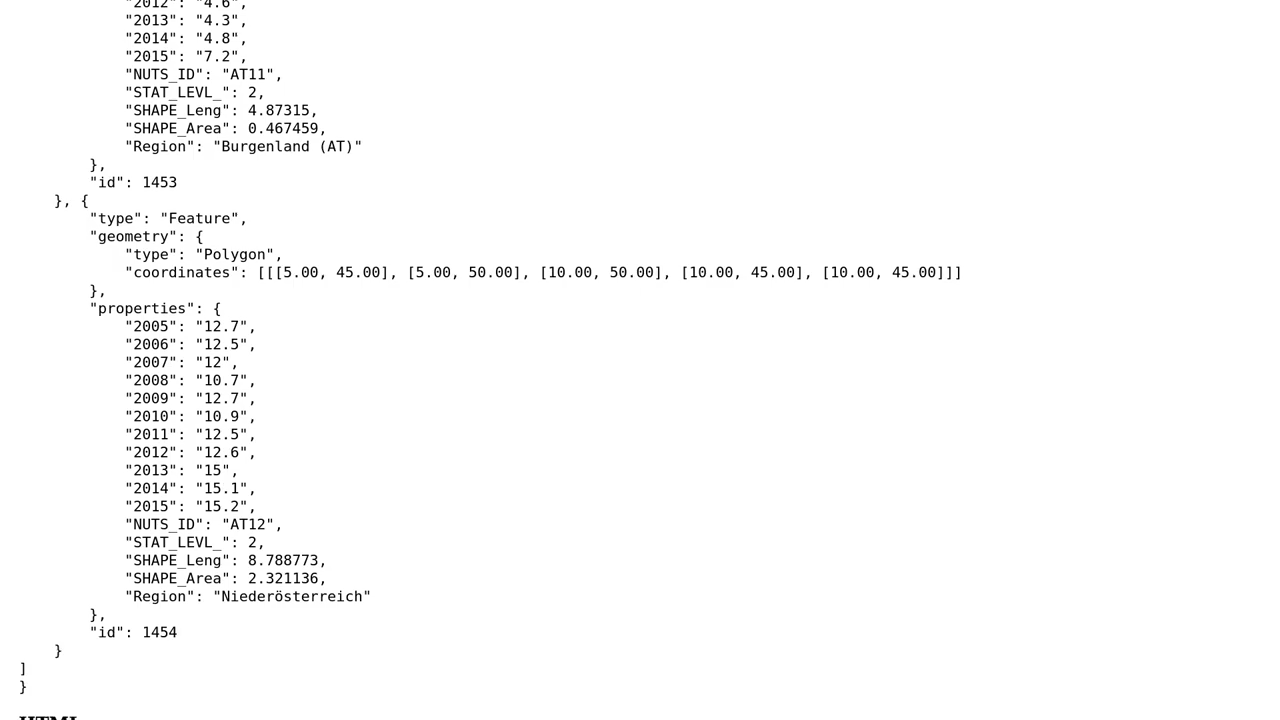 "2012": "4.6",
"2013": "4.3",
"2014": "4.8",
"2015": "7.2",
"NUTS_ID": "AT11",
"STAT_LEVL_": 2,
"SHAPE_Leng": 4.87315,
"SHAPE_Area": 0.467459,
"Region": "Burgenland (AT)"
},
"id": 1453
}, {
"type": "Feature",
"geometry": {
"type": "Polygon",
"coordinates": [[[5.00, 45.00], [5.00, 50.00], [10.00, 50.00], [10.00, 45.00], [10.00, 45.00]]]
},
"properties": {
"2005": "12.7",
"2006": "12.5",
"2007": "12",
"2008": "10.7",
"2009": "12.7",
"2010": "10.9",
"2011": "12.5",
"2012": "12.6",
"2013": "15",
"2014": "15.1",
"2015": "15.2",
"NUTS_ID": "AT12",
"STAT_LEVL_": 2,
"SHAPE_Leng": 8.788773,
"SHAPE_Area": 2.321136,
"Region": "Niederösterreich"
},
"id": 1454
}
]
}
HTML